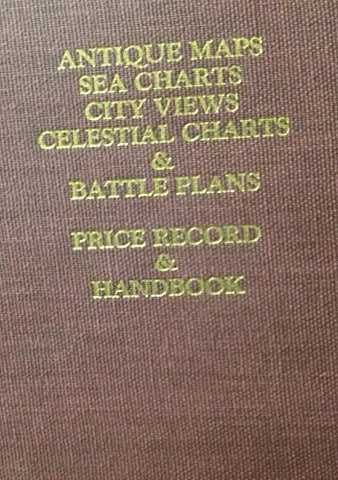 ANTIQUE MAPS
SEA CHARTS
CITY VIEWS
CELESTIAL CHARTS
&
BATTLE PLANS
PRICE RECORD
&
HANDBOOK